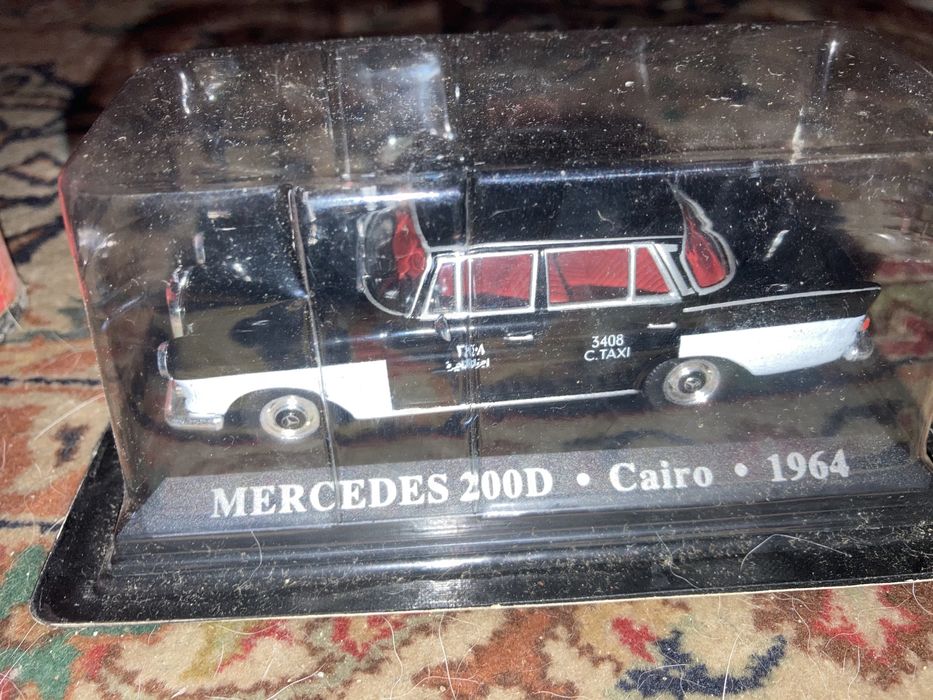 3408
C. TAXI
MERCEDES 200D • Cairo • 1964